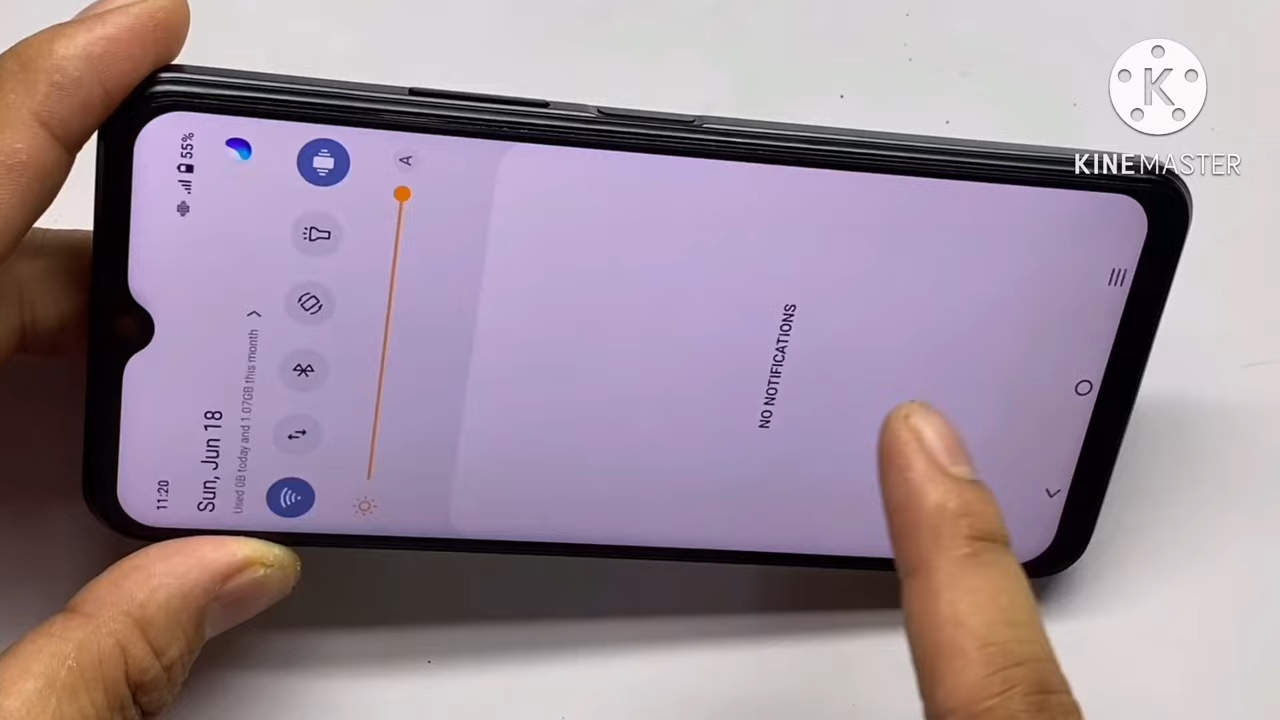 11:20
55%
Sun, Jun 18
Used 0B today and 1.07GB this month
A
NO NOTIFICATIONS
K
KINEMASTER